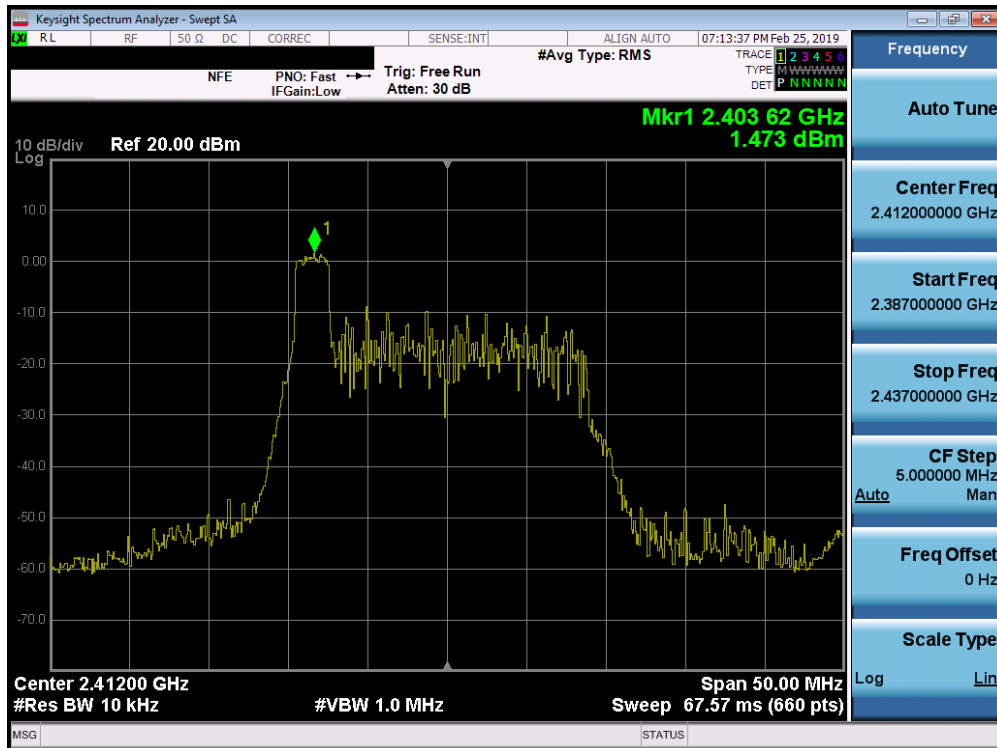 Keysight Spectrum Analyzer - Swept SA
LXI RL RF 50 Ω DC CORREC SENSE:INT ALIGN AUTO 07:13:37 PM Feb 25, 2019
NFE PNO: Fast Trig: Free Run #Avg Type: RMS TRACE 1 2 3 4 5 6
IFGain:Low Atten: 30 dB TYPE M WWWWW
DET P N N N N N
Mkr1 2.403 62 GHz
1.473 dBm
10 dB/div Ref 20.00 dBm
Log
1
10.0
0.00
-10.0
-20.0
-30.0
-40.0
-50.0
-60.0
-70.0
Center 2.41200 GHz Span 50.00 MHz
#Res BW 10 kHz #VBW 1.0 MHz Sweep 67.57 ms (660 pts)
MSG STATUS
Frequency
Auto Tune
Center Freq
2.412000000 GHz
Start Freq
2.387000000 GHz
Stop Freq
2.437000000 GHz
CF Step
5.000000 MHz
Auto Man
Freq Offset
0 Hz
Scale Type
Log Lin